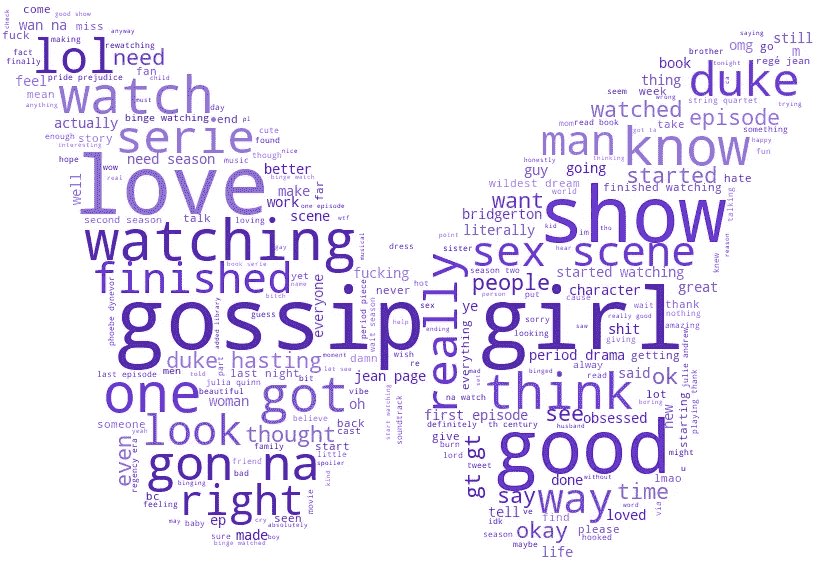 come
good show
check
wan na
miss
anyway
fuck
making
lol
need
fact
rewatching
finally
pride prejudice
fan
child
feel
watch
mean
anything
must
day
binge watching
end
pl
actually
serie
enough
story
cute
interesting
found
hope
wow
need season
music
though
nice
real
love
better
binge watch
well
make
one episode
far
work
second season
talk
loving
scene
wtf
watching
gay
musical
dress
finished
yet
everyone
fucking
book serie
name
bitch
never
hot
period piece
wait season
gossip
sex
phoebe dynevor
added library
guess
help
ending
wish
re
duke hasting
moment
damn
last episode
men
told
part
last night
let see
julia quinn
bit
jean page
one
beautiful
woman
got
vibe
oh
start watching
soundtrack
someone
look
thought
believe
back
cast
even
regency era
yeah
family
start
gon na
friend
little
spoiler
bad
binging
kind
bc
feeling
right
movie
may
baby
ep
cry
seen
absolutely
sure
made
boy
binge watched
saying
brother
omg
go
still
m
tonight
regé jean
book
thing
duke
seem
week
wrong
ca
string quartet
trying
watched
episode
mom
read book
take
got ta
something
man
know
happy
honestly
thinking
fun
guy
going
started
hate
wildest dream
world
finished watching
want
bridgerton
show
talking
literally
kid
im
tho
point
sister
sex scene
hear
knew
reason
season two
started watching
really
people
character
great
person
put
cause
wait
thank
nothing
ye
everything
girl
sorry
looking
really good
shit
amazing
saw
giving
period drama
getting
julie andrew
alway
read
said
ok
na watch
said
think
bingad
lot
boring
playing thank
first episode
see
obsessed
new
starting
definitely
th century
husband
give
burn
good
might
lord
lmao
u
gt gt
tweet
done
without
say
way
time
via
tell
ve
word
loved
idk
find
please
season
okay
hooked
maybe
life